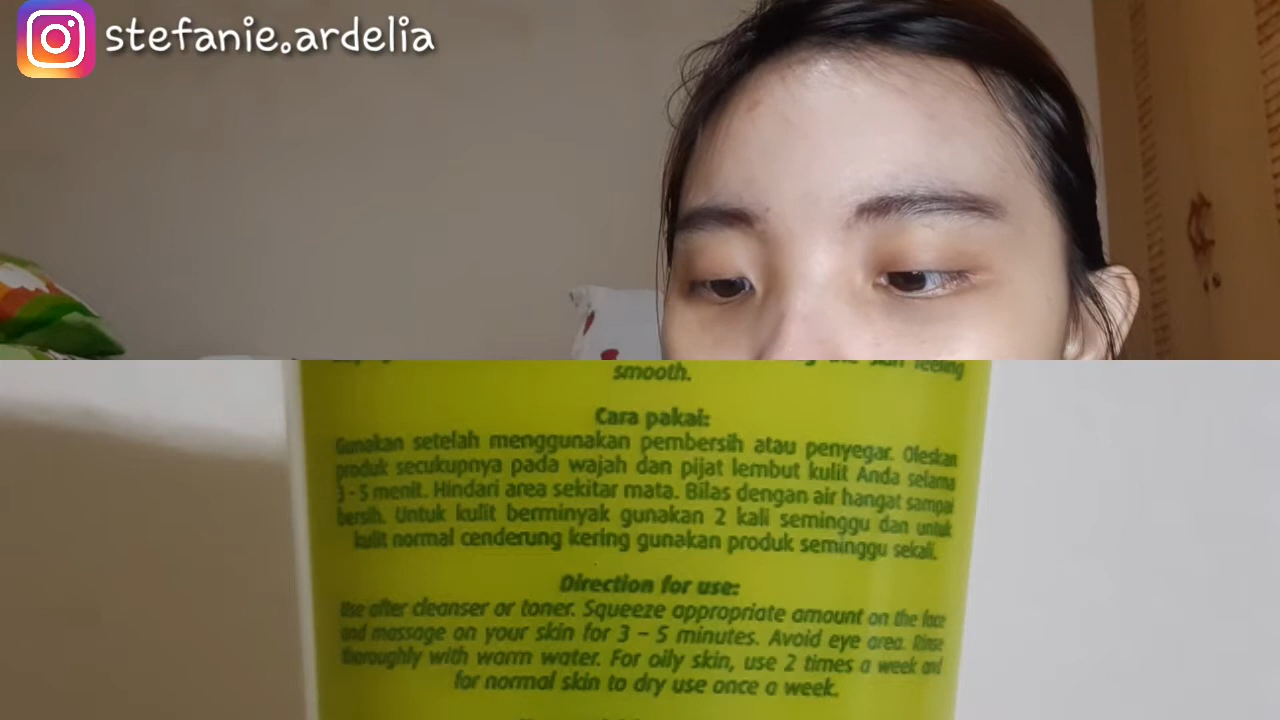 stefanie.ardelia
skin feeling
smooth.
Cara pakai:
Gunakan setelah menggunakan pembersih atau penyegar. Oleskan
produk secukupnya pada wajah dan pijat lembut kulit Anda selama
3 - 5 menit. Hindari area sekitar mata. Bilas dengan air hangat sampai
bersih. Untuk kulit berminyak gunakan 2 kali seminggu dan untuk
kulit normal cenderung kering gunakan produk seminggu sekali.
Direction for use:
Use after cleanser or toner. Squeeze appropriate amount on the face
and massage on your skin for 3 - 5 minutes. Avoid eye area. Rinse
thoroughly with warm water. For oily skin, use 2 times a week and
for normal skin to dry use once a week.